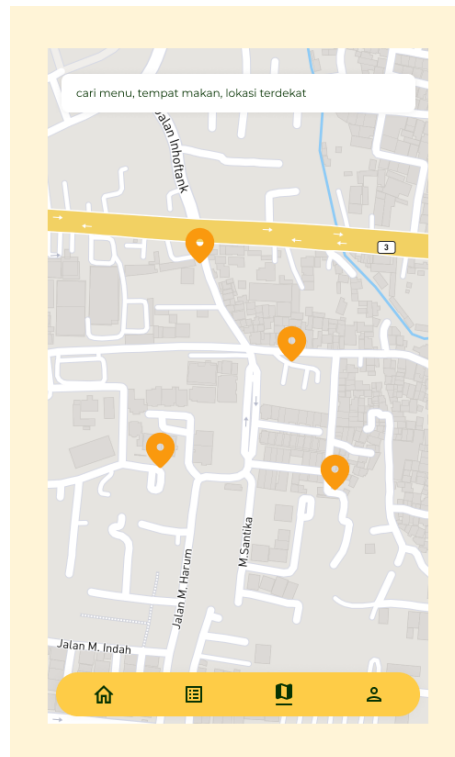 cari menu, tempat makan, lokasi terdekat
Jalan Inhoftank
3
M.Santika
Jalan M. Harum
Jalan M. Indah